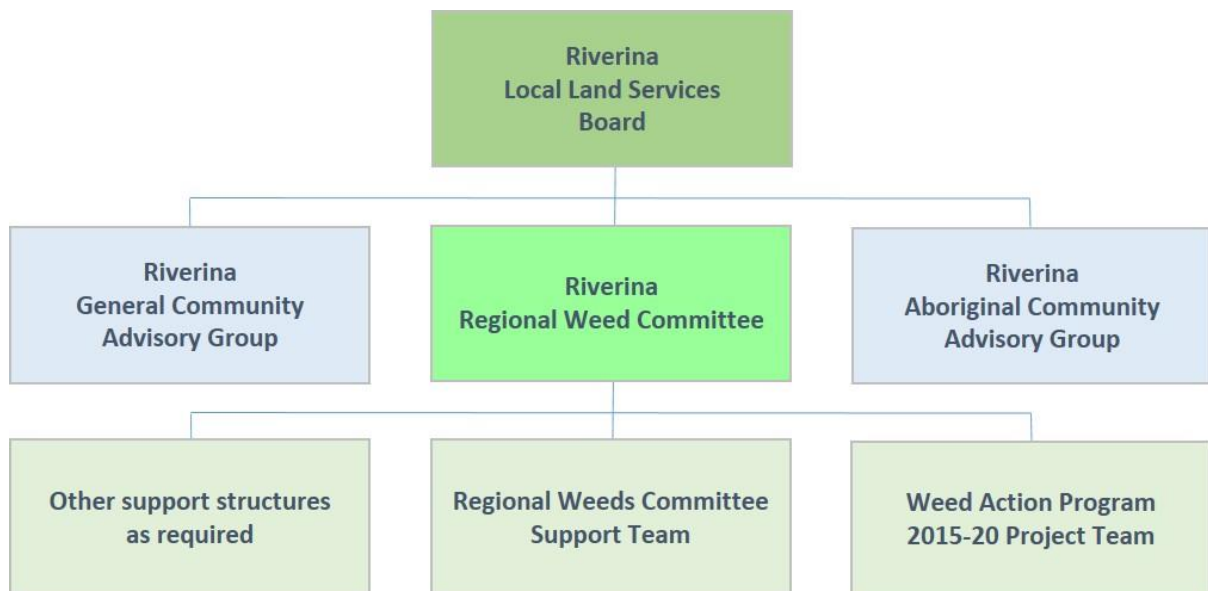 Riverina
Local Land Services
Board
Riverina
General Community
Advisory Group
Riverina
Regional Weed Committee
Riverina
Aboriginal Community
Advisory Group
Other support structures
as required
Regional Weeds Committee
Support Team
Weed Action Program
2015-20 Project Team